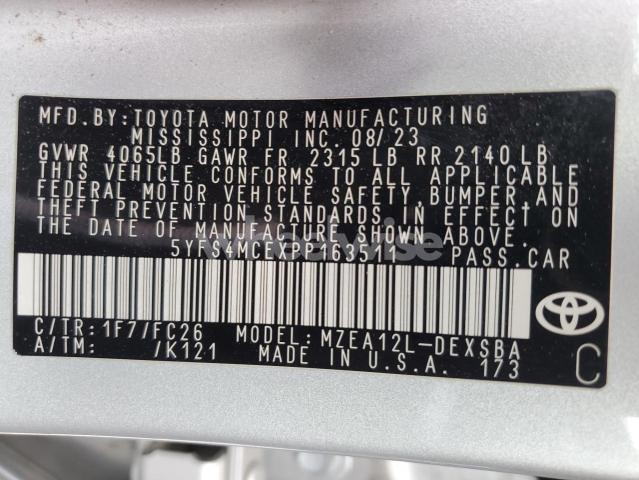 MFD.BY: TOYOTA MOTOR MANUFACTURING
MISSISSIPPI INC. 08/23
GVWR 4065LB GAWR FR 2315 LB RR 2140 LB
THIS VEHICLE CONFORMS TO ALL APPLICABLE
FEDERAL MOTOR VEHICLE SAFETY, BUMPER, AND
THEFT PREVENTION STANDARDS IN EFFECT ON
THE DATE OF MANUFACTURE SHOWN ABOVE.
5YFS4MCEXPP163511 PASS.CAR
C/TR: 1F7/FC26 MODEL: MZEA12L-DEXSBA
A/TM: /K121 MADE IN U.S.A. 173
C